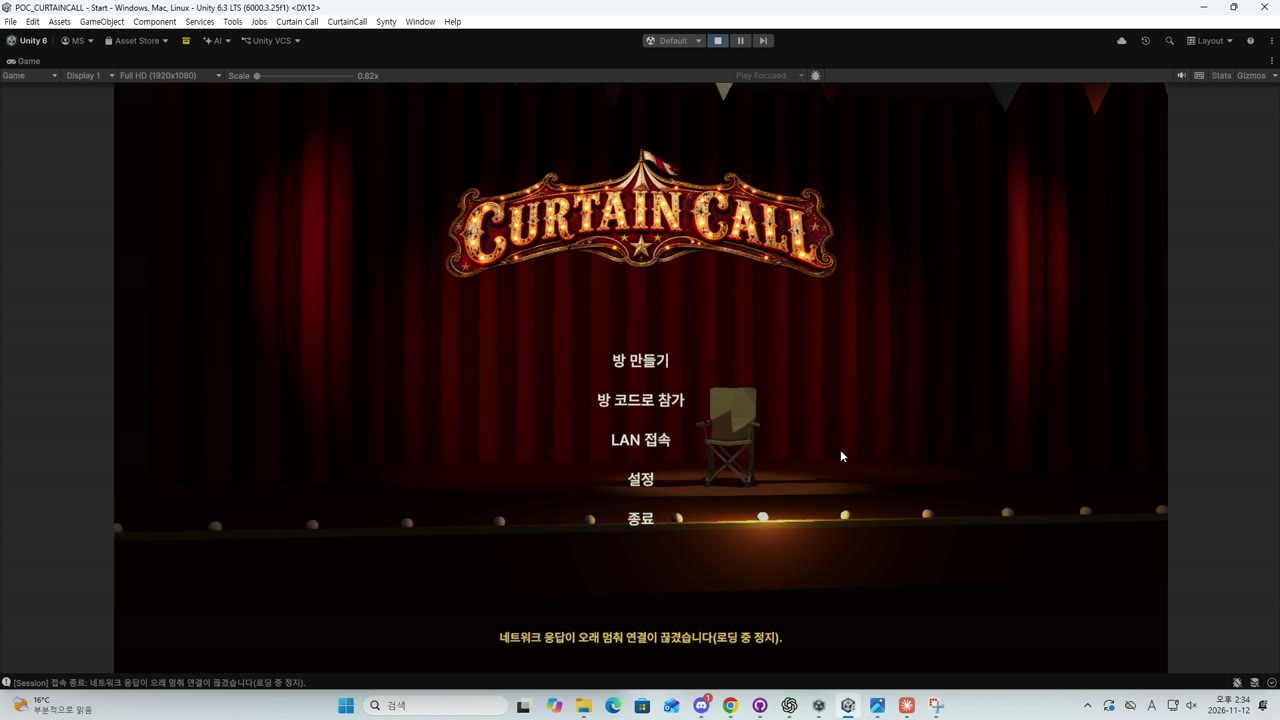 POC_CURTAINCALL - Start - Windows, Mac, Linux - Unity 6.3 LTS (6000.3.25f1) <DX12>
File Edit Assets GameObject Component Services Tools Jobs Curtain Call CurtainCall Synty Window Help
Unity 6 MS Asset Store AI Unity VCS Default Layout
Game
Game Display 1 Full HD (1920x1080) Scale 0.82x Play Focused Stats Gizmos
CURTAIN CALL
방 만들기
방 코드로 참가
LAN 접속
설정
종료
네트워크 응답이 오래 멈춰 연결이 끊겼습니다(로딩 중 정지).
[Session] 접속 종료: 네트워크 응답이 오래 멈춰 연결이 끊겼습니다(로딩 중 정지).
16°C
부분적으로 맑음
검색
1
A
오후 2:34
2026-11-12